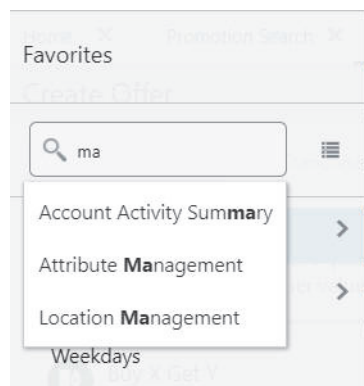 Home
Promotion Search
Favorites
Create Offer
ma
Account Activity Summary
Attribute Management
Location Management
Weekdays
Buy X Get Y